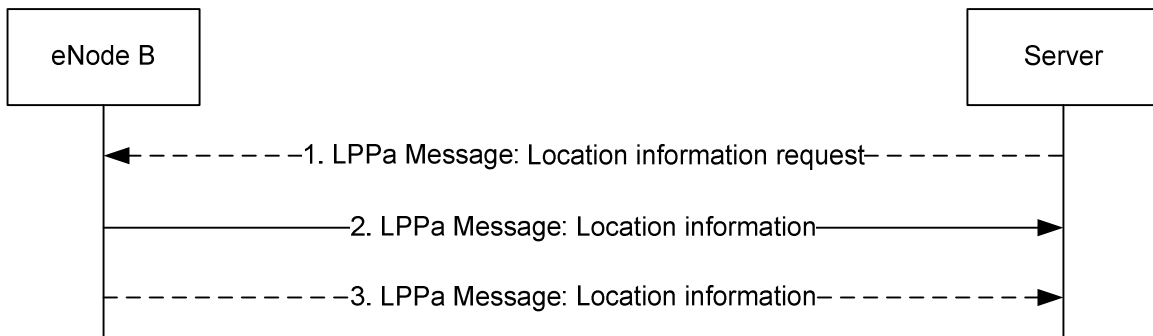 eNode B
Server
1. LPPa Message: Location information request
2. LPPa Message: Location information
3. LPPa Message: Location information